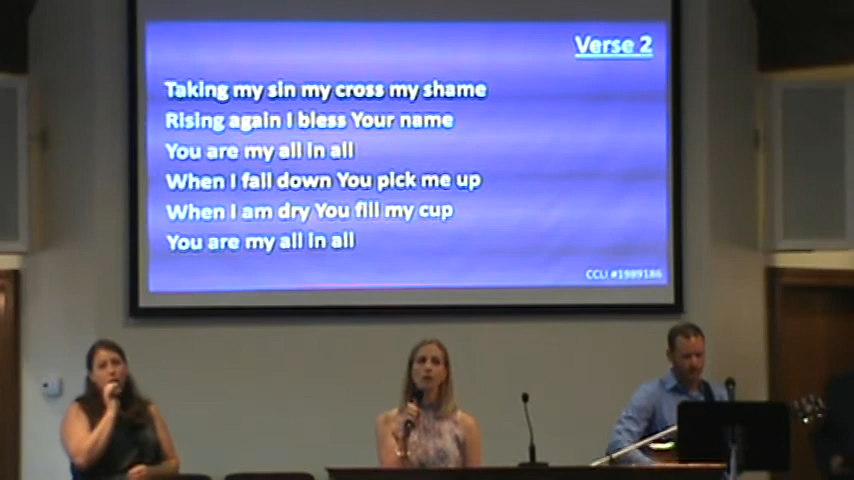 Verse 2
Taking my sin my cross my shame
Rising again I bless Your name
You are my all in all
When I fall down You pick me up
When I am dry You fill my cup
You are my all in all
CCLI #1989186